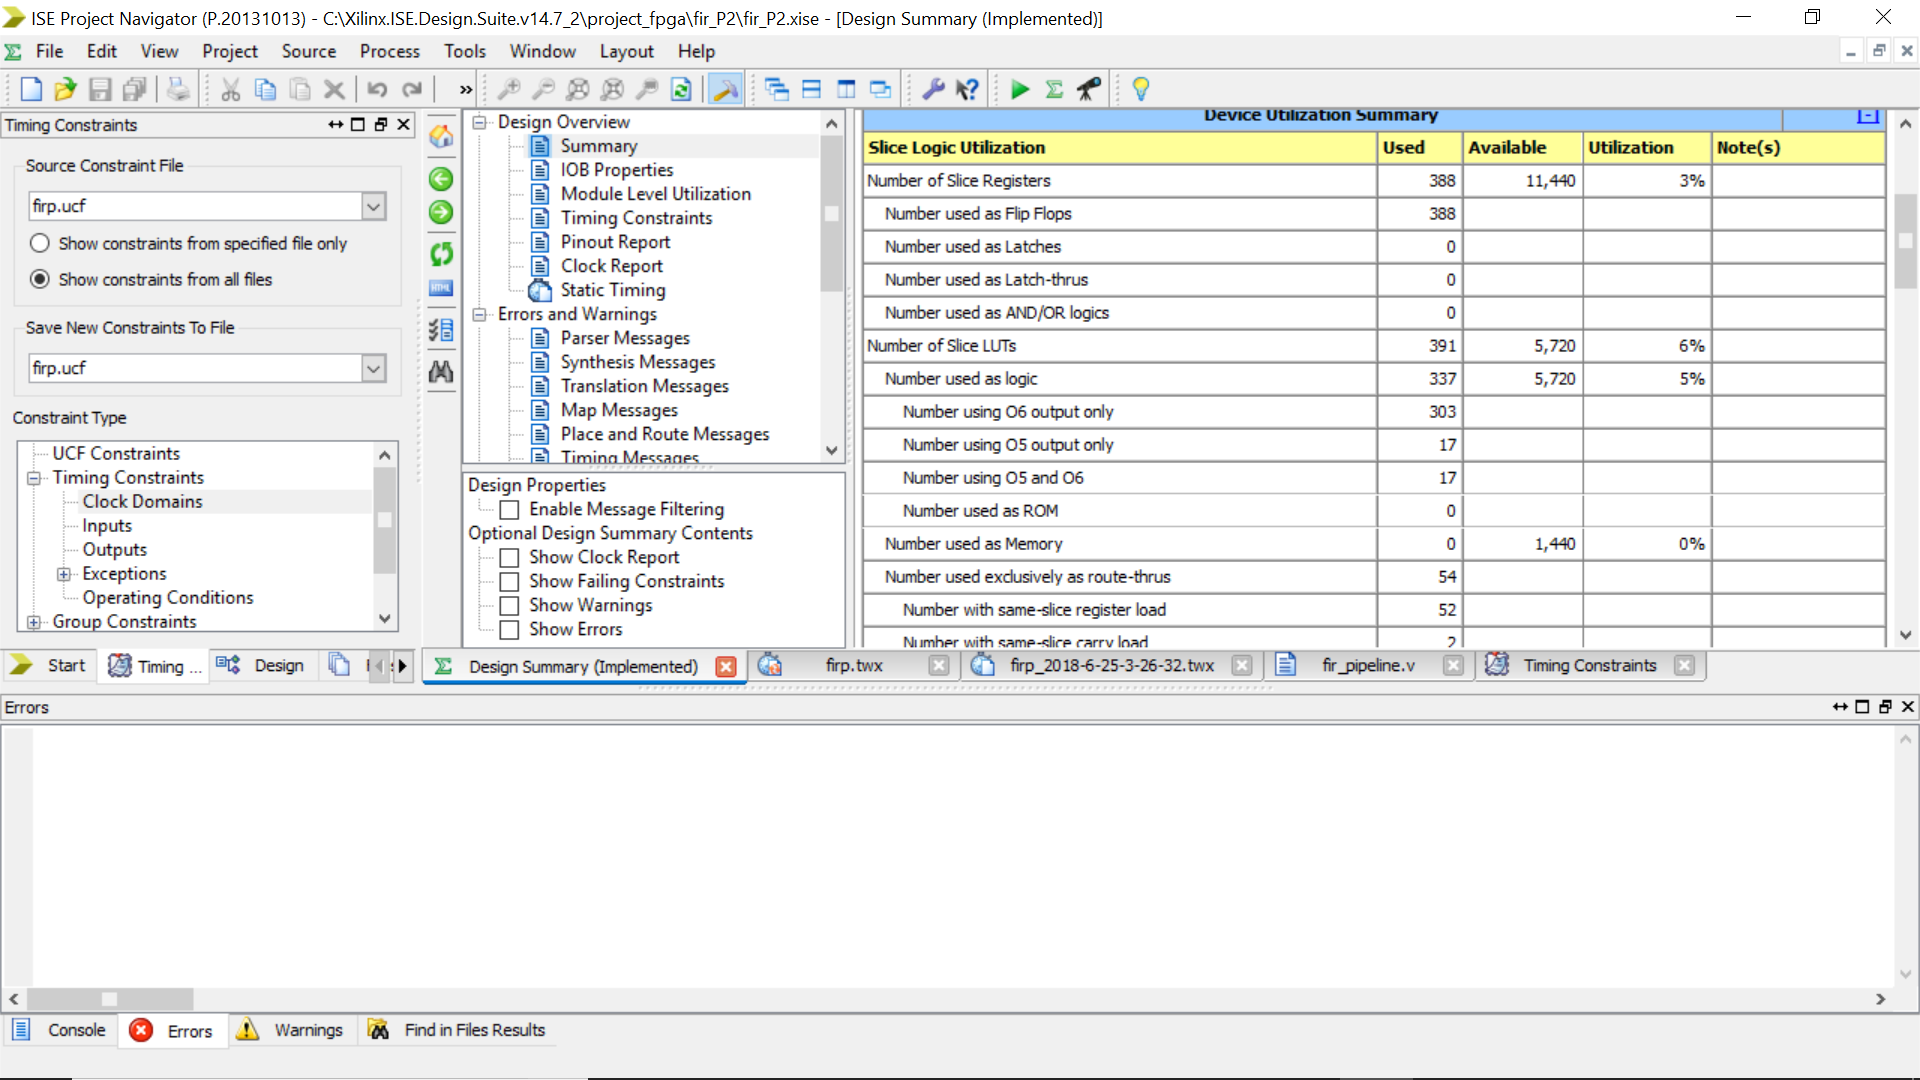 ISE Project Navigator (P.20131013) - C:\Xilinx.ISE.Design.Suite.v14.7_2\project_fpga\fir_P2\fir_P2.xise - [Design Summary (Implemented)]
File Edit View Project Source Process Tools Window Layout Help
»
Timing Constraints
Source Constraint File
firp.ucf
Show constraints from specified file only
Show constraints from all files
Save New Constraints To File
firp.ucf
Constraint Type
UCF Constraints
Timing Constraints
Clock Domains
Inputs
Outputs
Exceptions
Operating Conditions
Group Constraints
HTML
Design Overview
Summary
IOB Properties
Module Level Utilization
Timing Constraints
Pinout Report
Clock Report
Static Timing
Errors and Warnings
Parser Messages
Synthesis Messages
Translation Messages
Map Messages
Place and Route Messages
Timing Messages
Design Properties
Enable Message Filtering
Optional Design Summary Contents
Show Clock Report
Show Failing Constraints
Show Warnings
Show Errors
Device Utilization Summary [-]
Slice Logic Utilization Used Available Utilization Note(s)
Number of Slice Registers 388 11,440 3%
Number used as Flip Flops 388
Number used as Latches 0
Number used as Latch-thrus 0
Number used as AND/OR logics 0
Number of Slice LUTs 391 5,720 6%
Number used as logic 337 5,720 5%
Number using O6 output only 303
Number using O5 output only 17
Number using O5 and O6 17
Number used as ROM 0
Number used as Memory 0 1,440 0%
Number used exclusively as route-thrus 54
Number with same-slice register load 52
Number with same-slice carry load 2
Start Timing ... Design
Design Summary (Implemented) firp.twx firp_2018-6-25-3-26-32.twx fir_pipeline.v Timing Constraints
Errors
Console Errors Warnings Find in Files Results